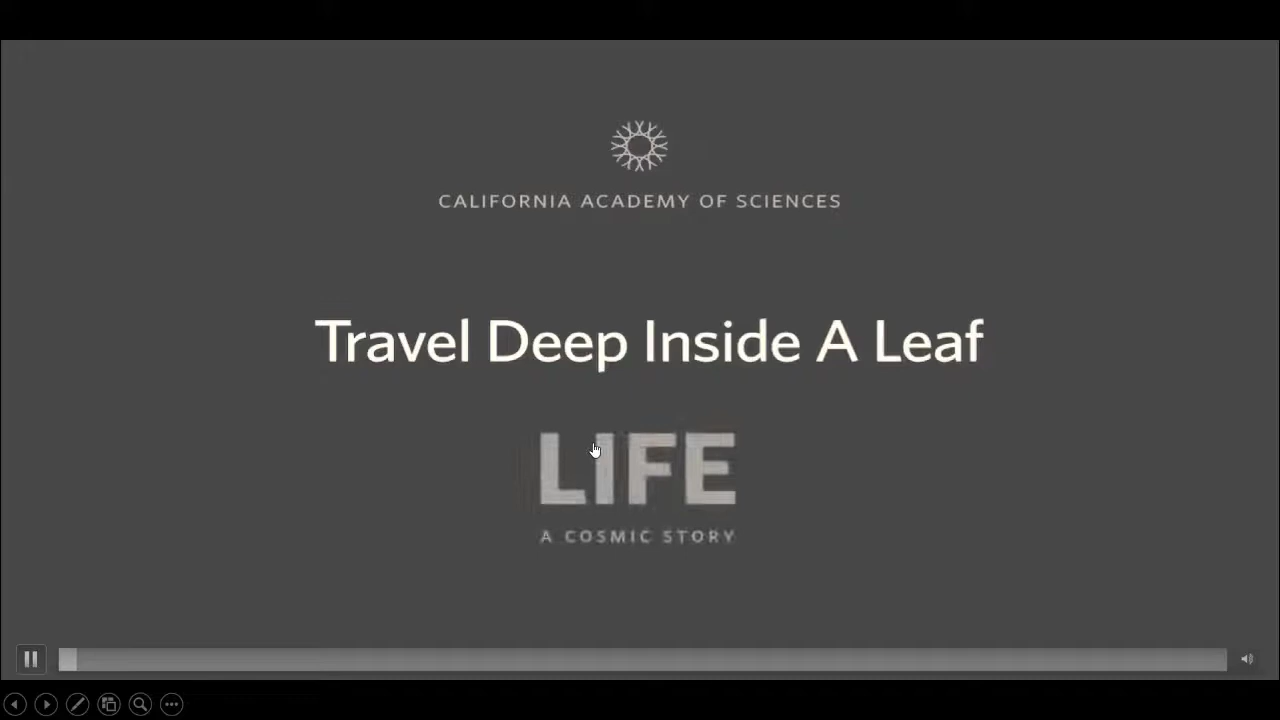 CALIFORNIA ACADEMY OF SCIENCES
Travel Deep Inside A Leaf
LIFE
A COSMIC STORY